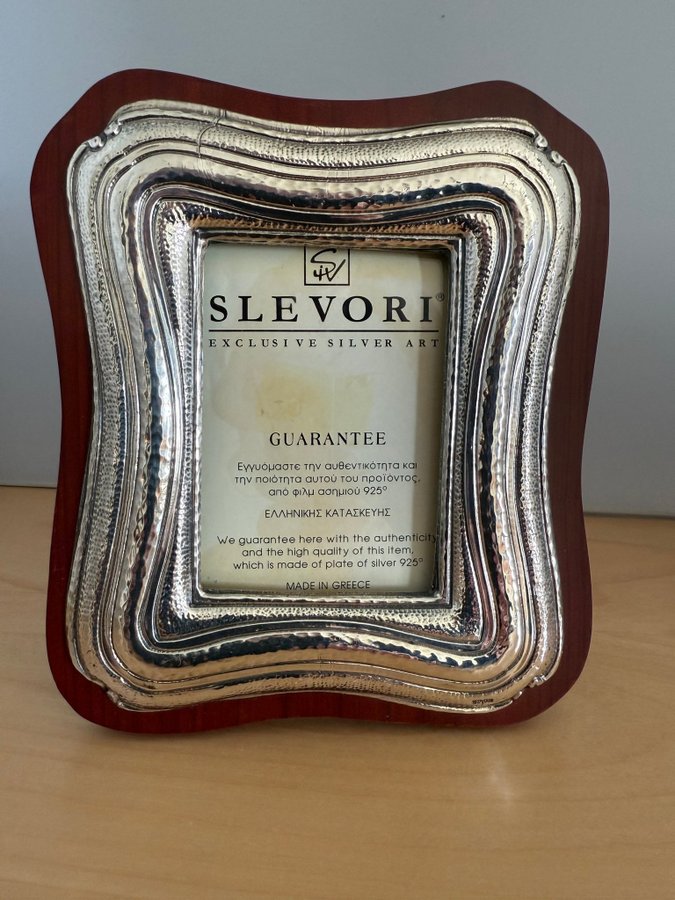 SLEVORI®
EXCLUSIVE SILVER ART
GUARANTEE
Εγγυόμαστε την αυθεντικότητα και
την ποιότητα αυτού του προϊόντος,
από φιλμ ασημιού 925°
ΕΛΛΗΝΙΚΗΣ ΚΑΤΑΣΚΕΥΗΣ
We guarantee here with the authenticity
and the high quality of this item,
which is made of plate of silver 925°
MADE IN GREECE